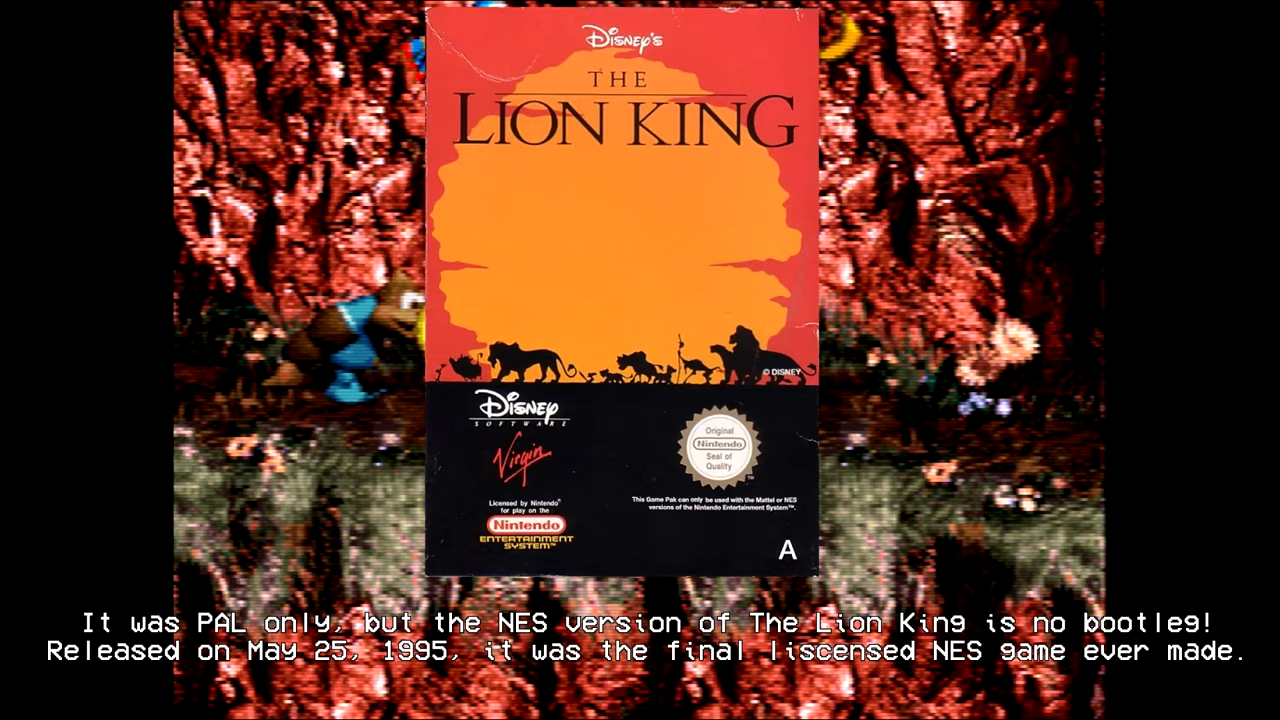 Disney's
THE
LION KING
© DISNEY
Disney
SOFTWARE
Virgin
Original
Nintendo
Seal of
Quality
TM
Licensed by Nintendo®
for play on the
Nintendo
ENTERTAINMENT
SYSTEM™
This Game Pak can only be used with the Mattel or NES
versions of the Nintendo Entertainment System™.
A
It was PAL only, but the NES version of The Lion King is no bootleg!
Released on May 25, 1995, it was the final liscensed NES game ever made.